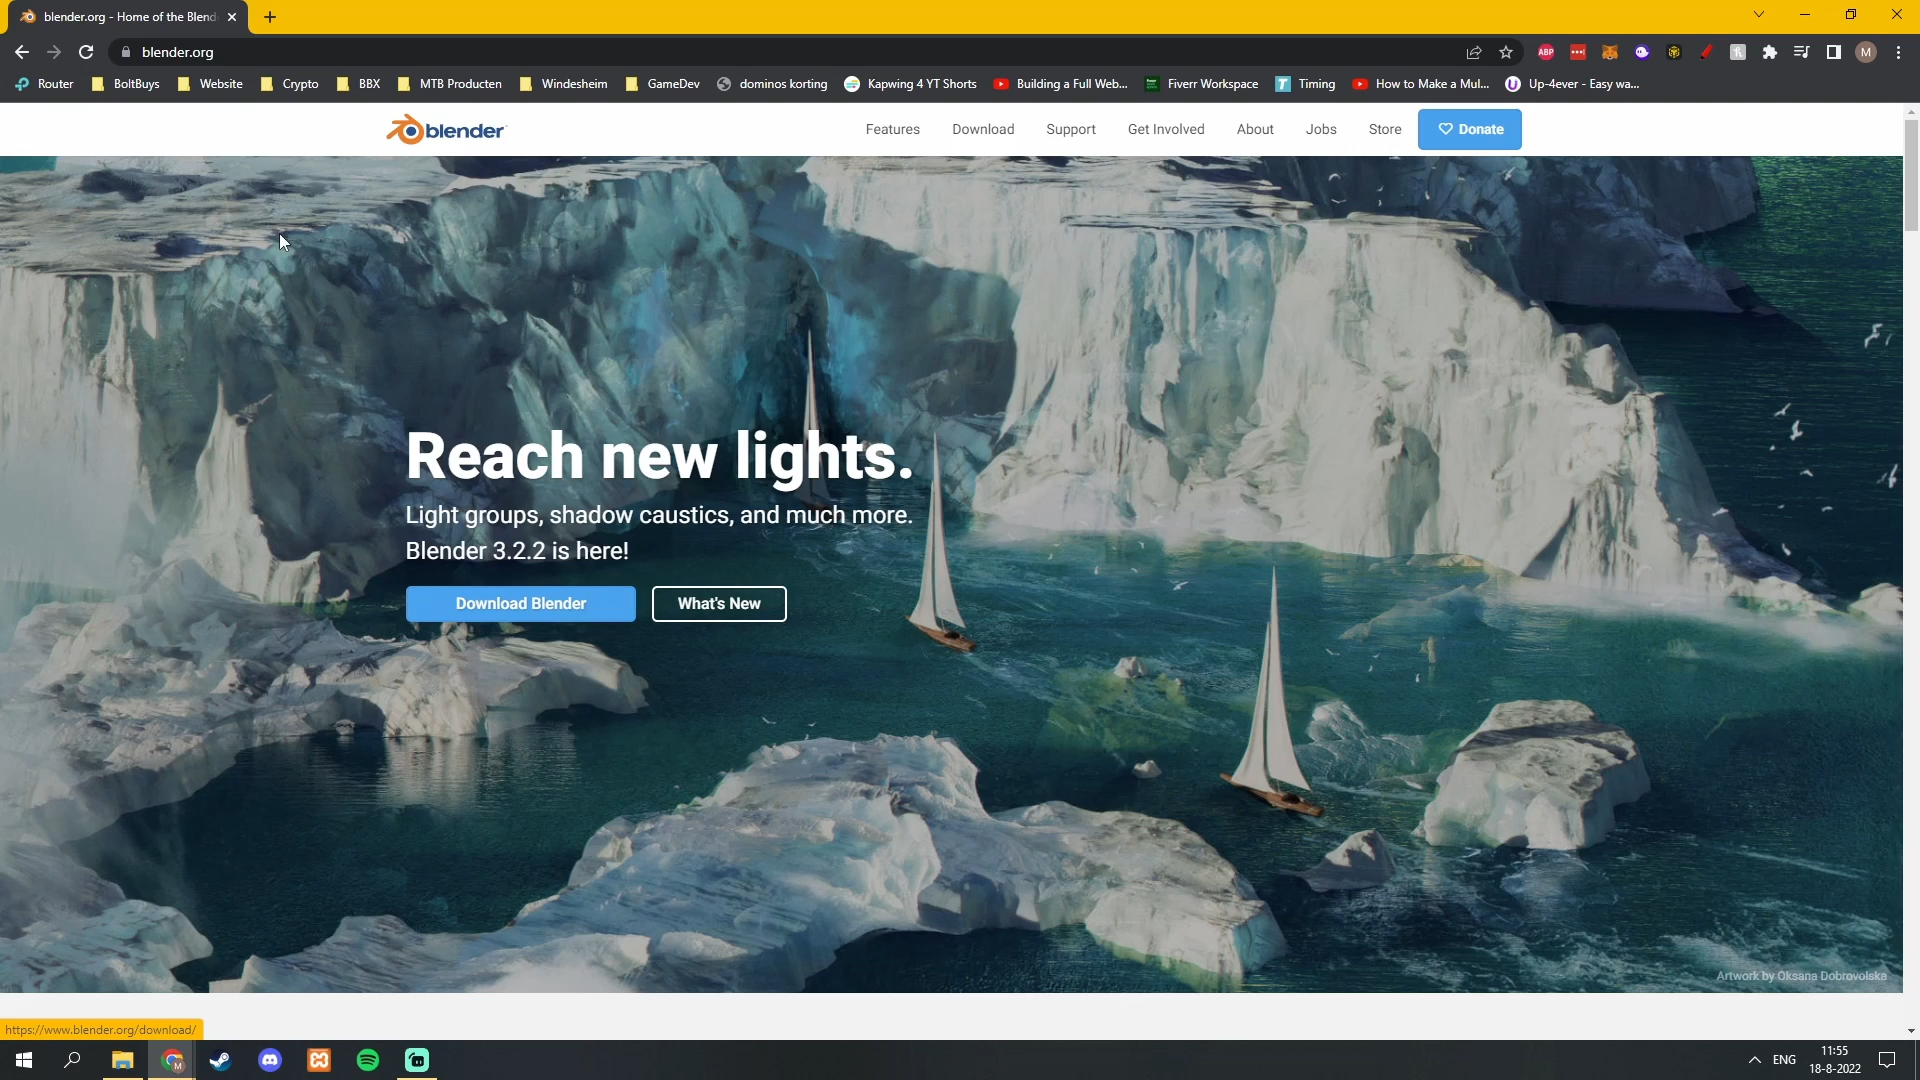 blender.org - Home of the Blend
blender.org
ABP
M
Router
BoltBuys
Website
Crypto
BBX
MTB Producten
Windesheim
GameDev
dominos korting
Kapwing 4 YT Shorts
Building a Full Web...
Fiverr Workspace
Timing
How to Make a Mul...
Up-4ever - Easy wa...
blender
Features
Download
Support
Get Involved
About
Jobs
Store
Donate
Reach new lights.
Light groups, shadow caustics, and much more.
Blender 3.2.2 is here!
Download Blender
What's New
Artwork by Oksana Dobrovolska
https://www.blender.org/download/
M
ENG
11:55
18-8-2022